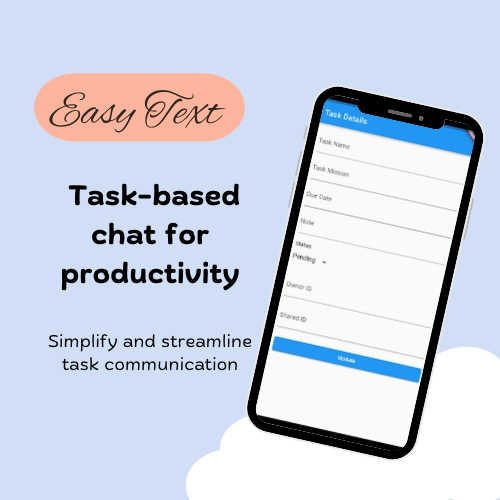 Easy Text
Task-based
chat for
productivity
Simplify and streamline
task communication
Task Details
Task Name
Task Mission
Due Date
Note
Status:
Pending
Owner ID
Shared ID
Update